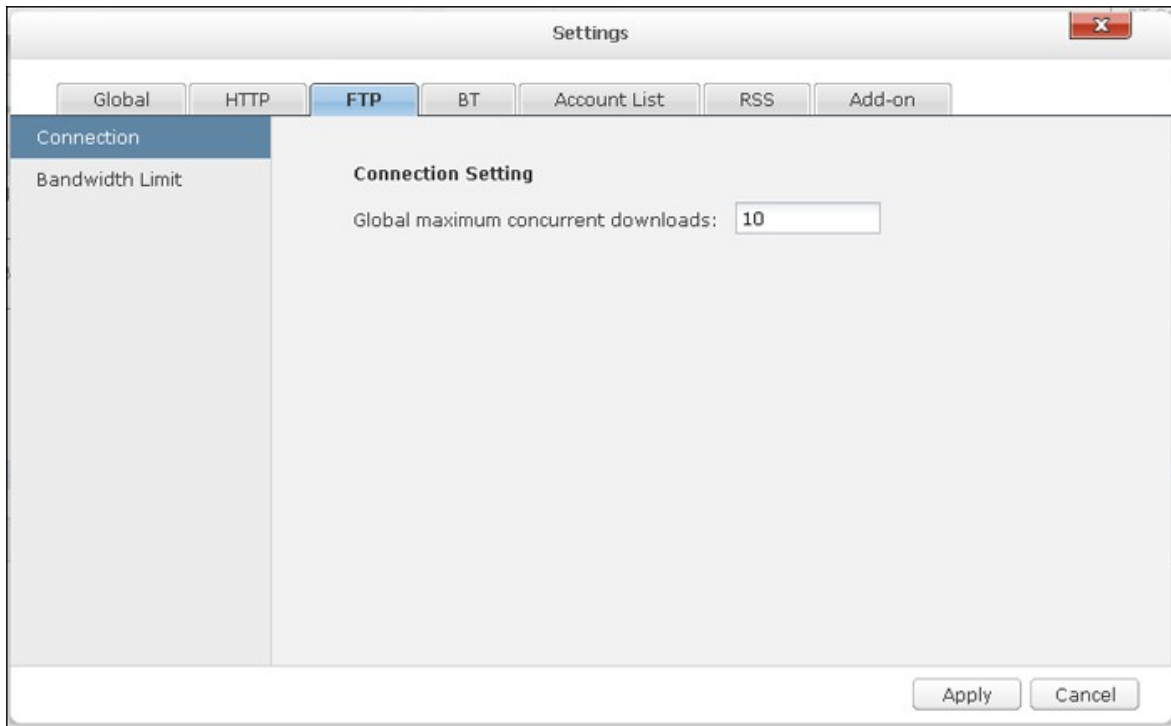 Settings
Global HTTP FTP BT Account List RSS Add-on
Connection
Bandwidth Limit
Connection Setting
Global maximum concurrent downloads: 10
Apply Cancel